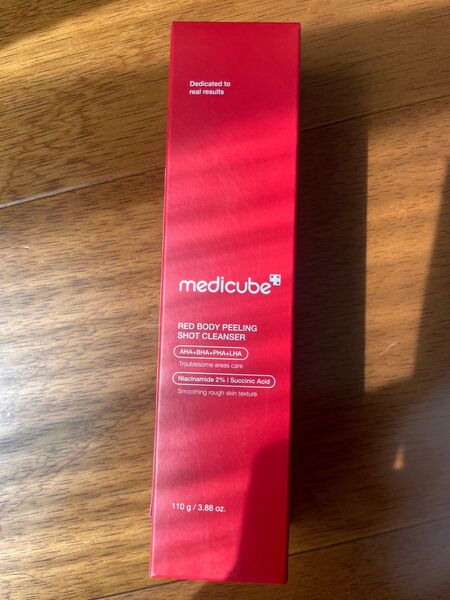 Dedicated to
real results
medicube
RED BODY PEELING
SHOT CLEANSER
AHA+BHA+PHA+LHA
Troublesome areas care
Niacinamide 2% | Succinic Acid
Smoothing rough skin texture
110 g / 3.88 oz.